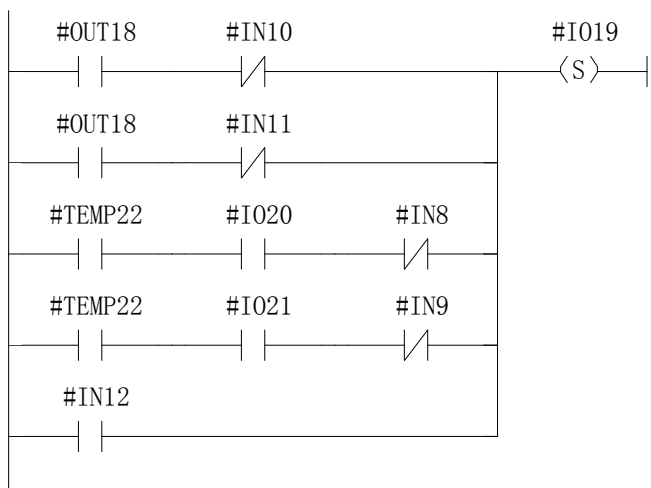 #OUT18 #IN10 #IO19
S
#OUT18 #IN11
#TEMP22 #IO20 #IN8
#TEMP22 #IO21 #IN9
#IN12